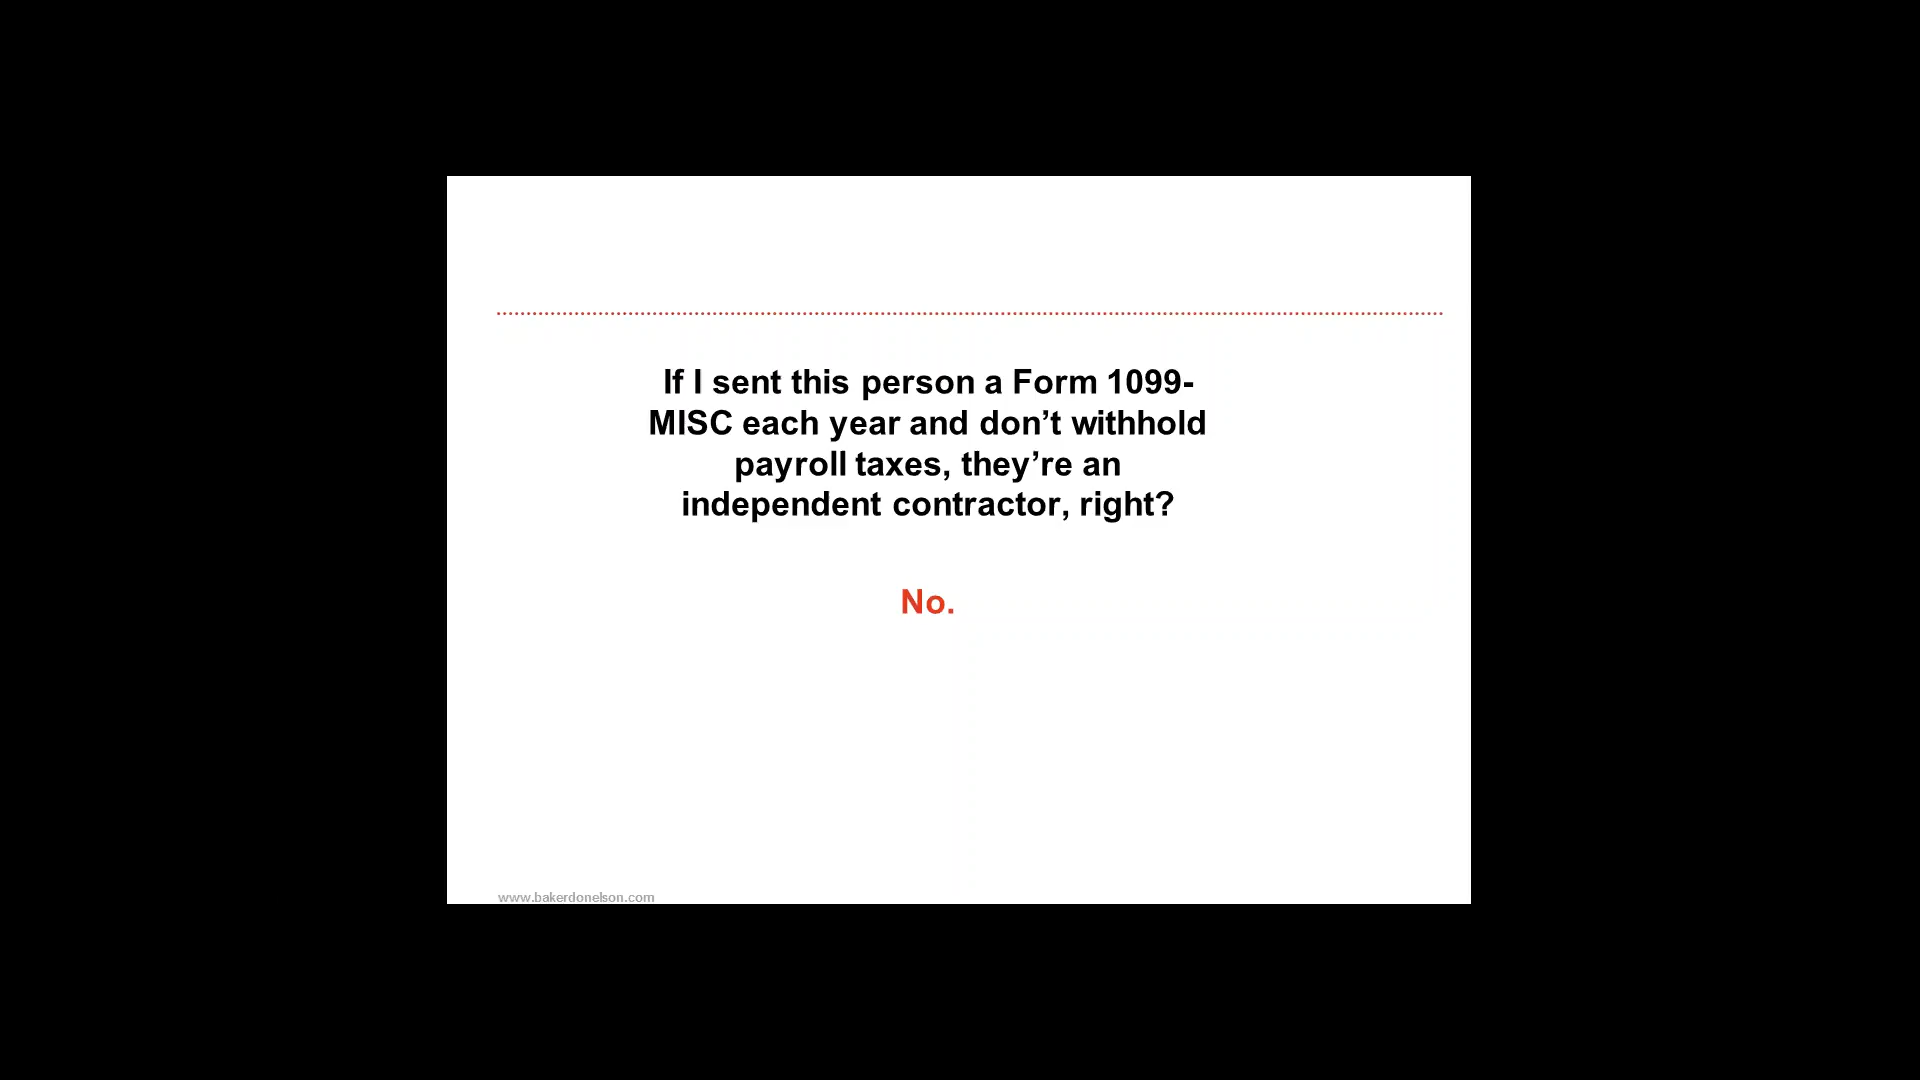 If I sent this person a Form 1099-
MISC each year and don’t withhold
payroll taxes, they’re an
independent contractor, right?
No.
www.bakerdonelson.com